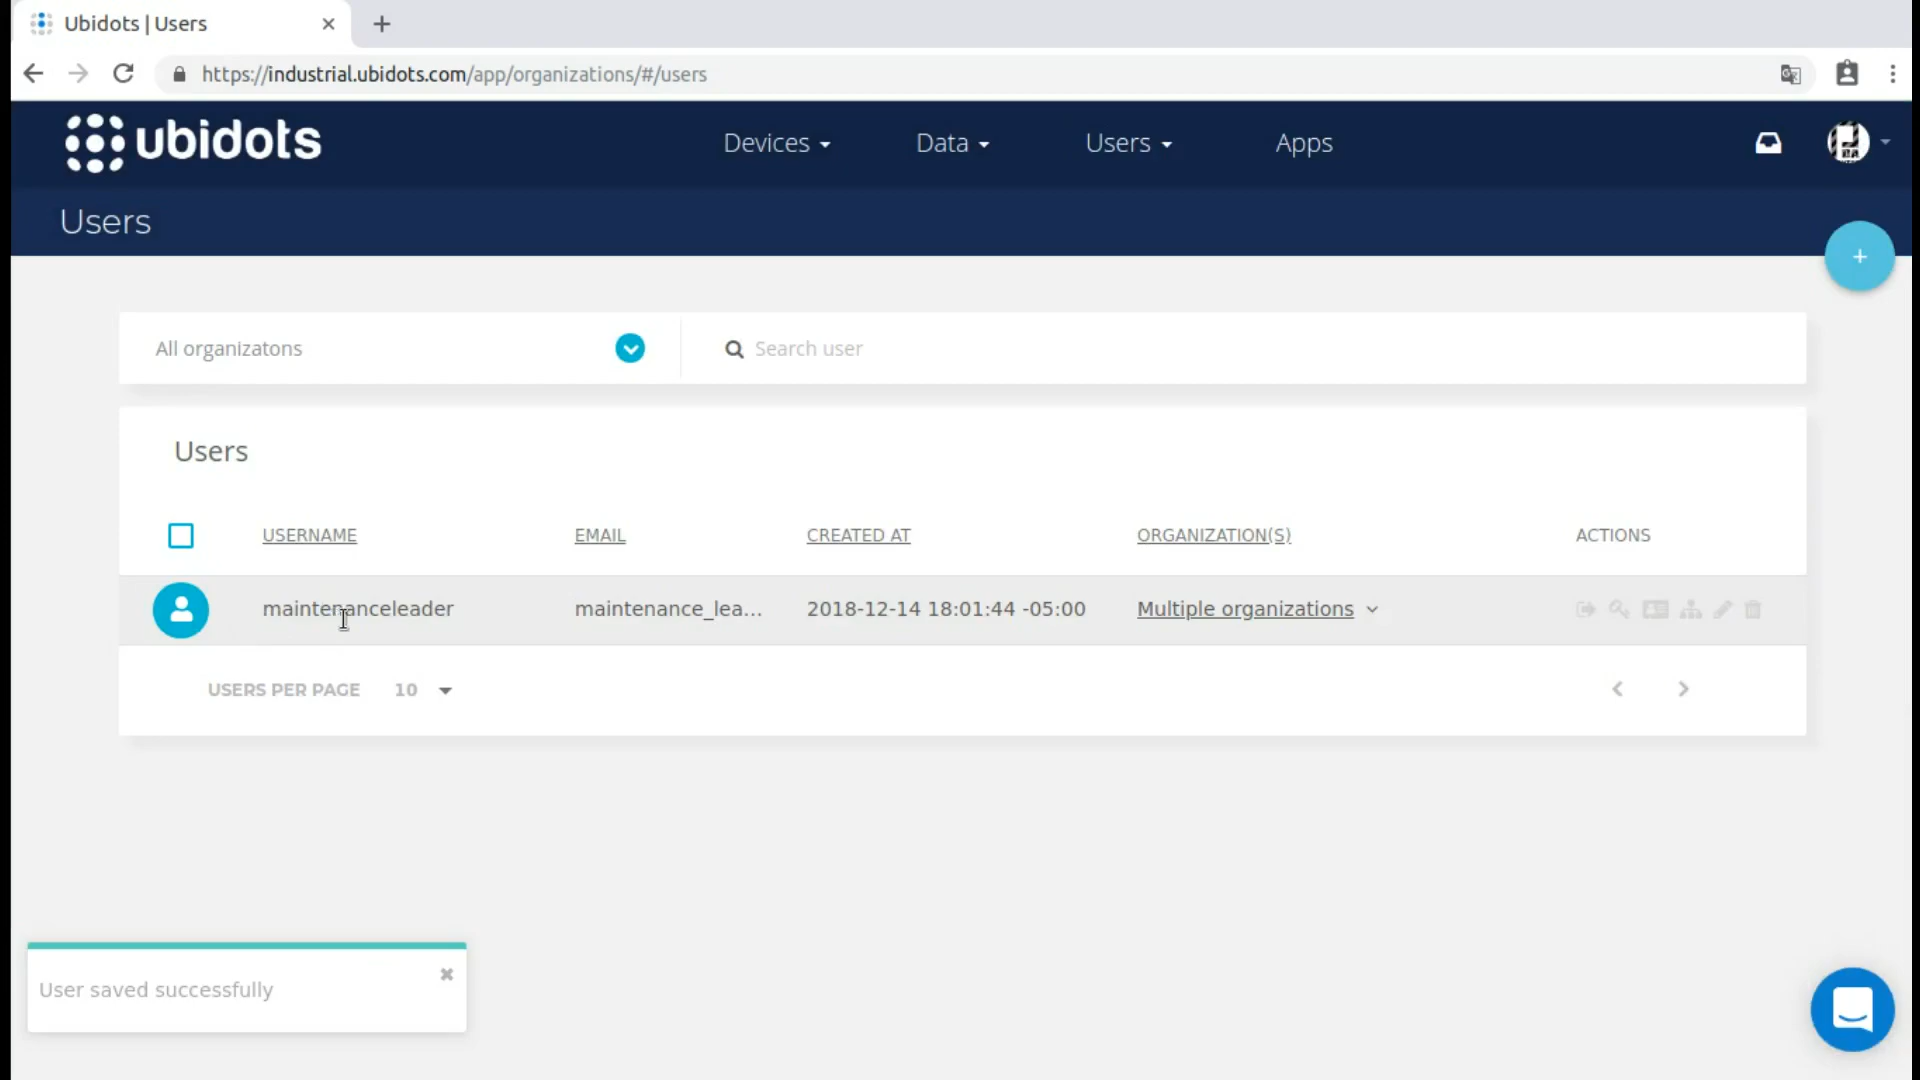 Ubidots | Users
https://industrial.ubidots.com/app/organizations/#/users
ubidots
Devices
Data
Users
Apps
Users
All organizatons
Search user
Users
USERNAME EMAIL CREATED AT ORGANIZATION(S) ACTIONS
maintenanceleader maintenance_lea... 2018-12-14 18:01:44 -05:00 Multiple organizations
USERS PER PAGE 10
User saved successfully